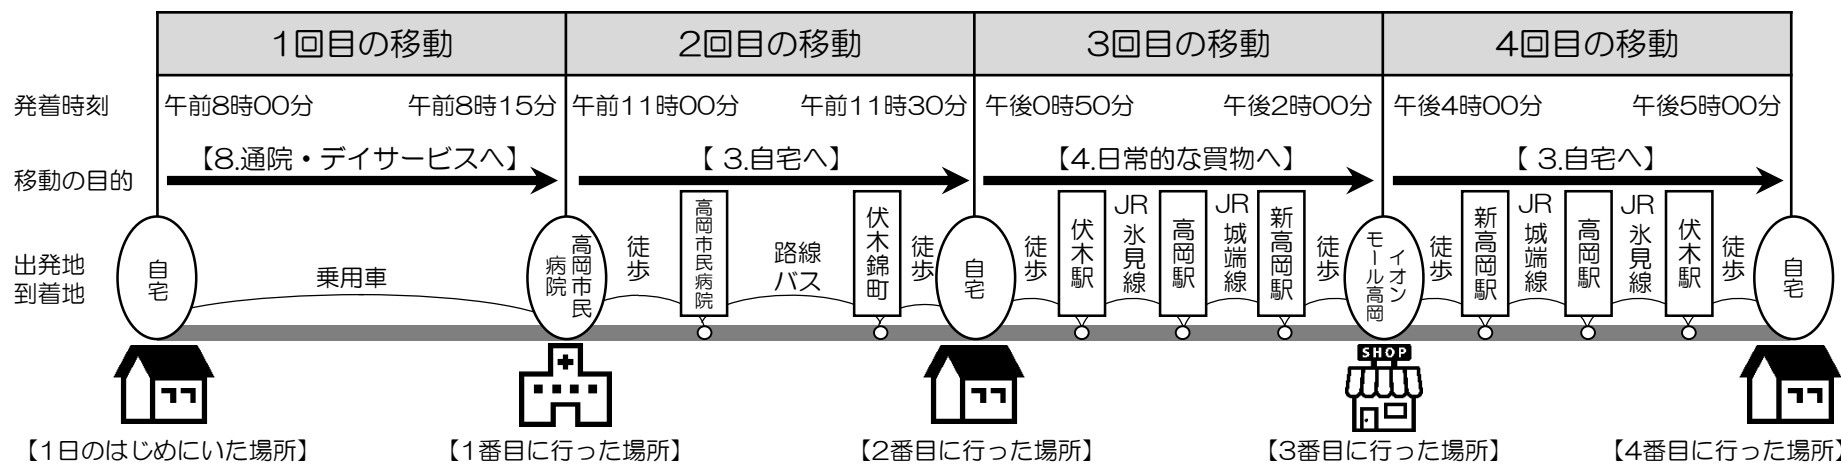 1回目の移動
2回目の移動
3回目の移動
4回目の移動
発着時刻
午前8時00分
午前8時15分
午前11時00分
午前11時30分
午後0時50分
午後2時00分
午後4時00分
午後5時00分
移動の目的
【8.通院・デイサービスへ】
【 3.自宅へ】
【4.日常的な買物へ】
【 3.自宅へ】
出発地
到着地
自宅
乗用車
高岡市民
病院
徒歩
高岡市民病院
路線
バス
伏木錦町
徒歩
自宅
徒歩
伏木駅
JR氷見線
高岡駅
JR城端線
新高岡駅
徒歩
イオン
モール高岡
徒歩
新高岡駅
JR城端線
高岡駅
JR氷見線
伏木駅
徒歩
自宅
SHOP
【1日のはじめにいた場所】
【1番目に行った場所】
【2番目に行った場所】
【3番目に行った場所】
【4番目に行った場所】